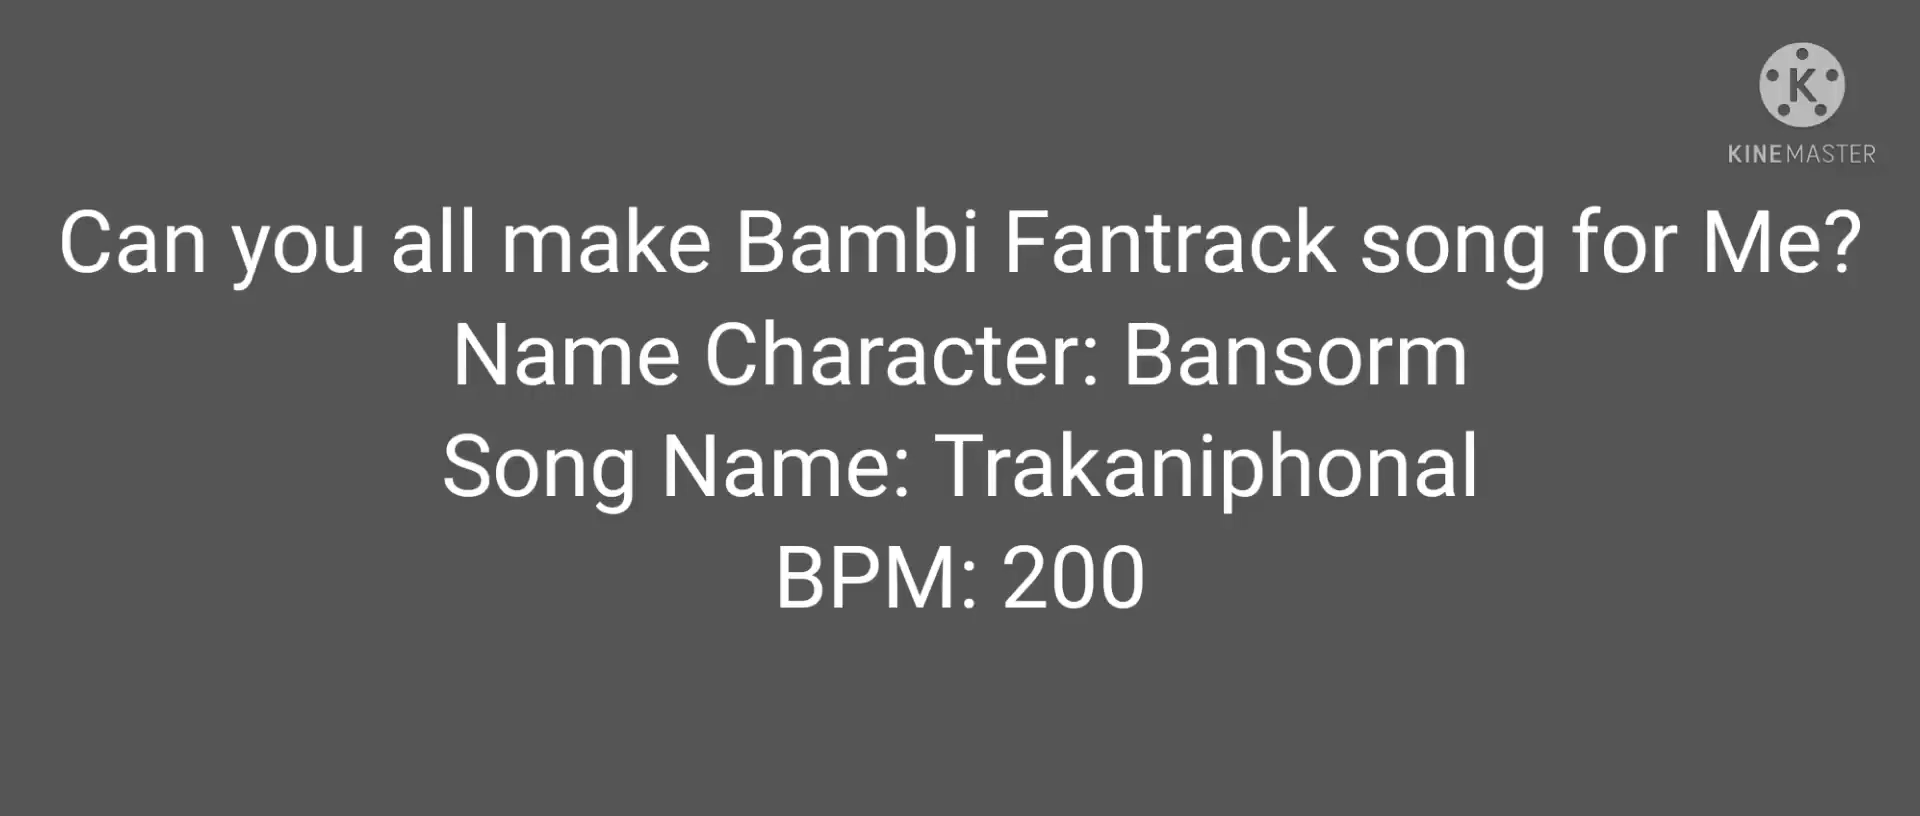 KINEMASTER
Can you all make Bambi Fantrack song for Me?
Name Character: Bansorm
Song Name: Trakaniphonal
BPM: 200